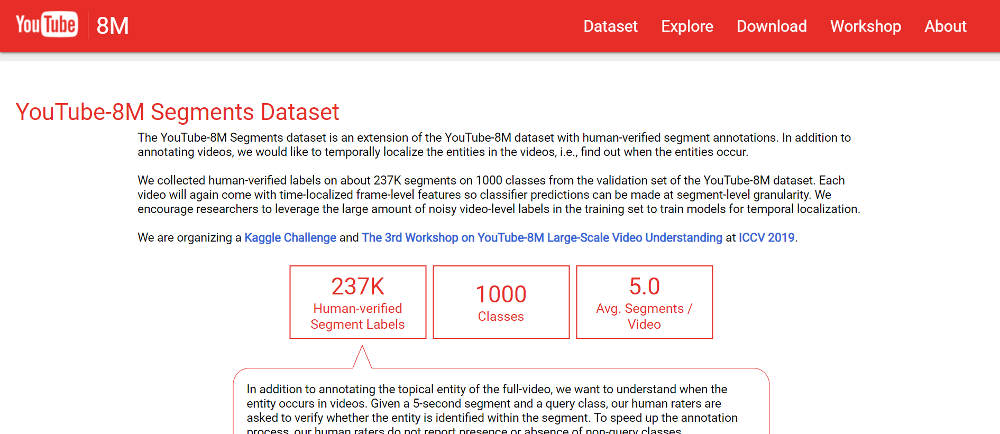 YouTube 8M Dataset Explore Download Workshop About
YouTube-8M Segments Dataset
The YouTube-8M Segments dataset is an extension of the YouTube-8M dataset with human-verified segment annotations. In addition to
annotating videos, we would like to temporally localize the entities in the videos, i.e., find out when the entities occur.
We collected human-verified labels on about 237K segments on 1000 classes from the validation set of the YouTube-8M dataset. Each
video will again come with time-localized frame-level features so classifier predictions can be made at segment-level granularity. We
encourage researchers to leverage the large amount of noisy video-level labels in the training set to train models for temporal localization.
We are organizing a Kaggle Challenge and The 3rd Workshop on YouTube-8M Large-Scale Video Understanding at ICCV 2019.
237K
Human-verified
Segment Labels
1000
Classes
5.0
Avg. Segments /
Video
In addition to annotating the topical entity of the full-video, we want to understand when the
entity occurs in videos. Given a 5-second segment and a query class, our human raters are
asked to verify whether the entity is identified within the segment. To speed up the annotation
process, our human raters do not report presence or absence of non-query classes.